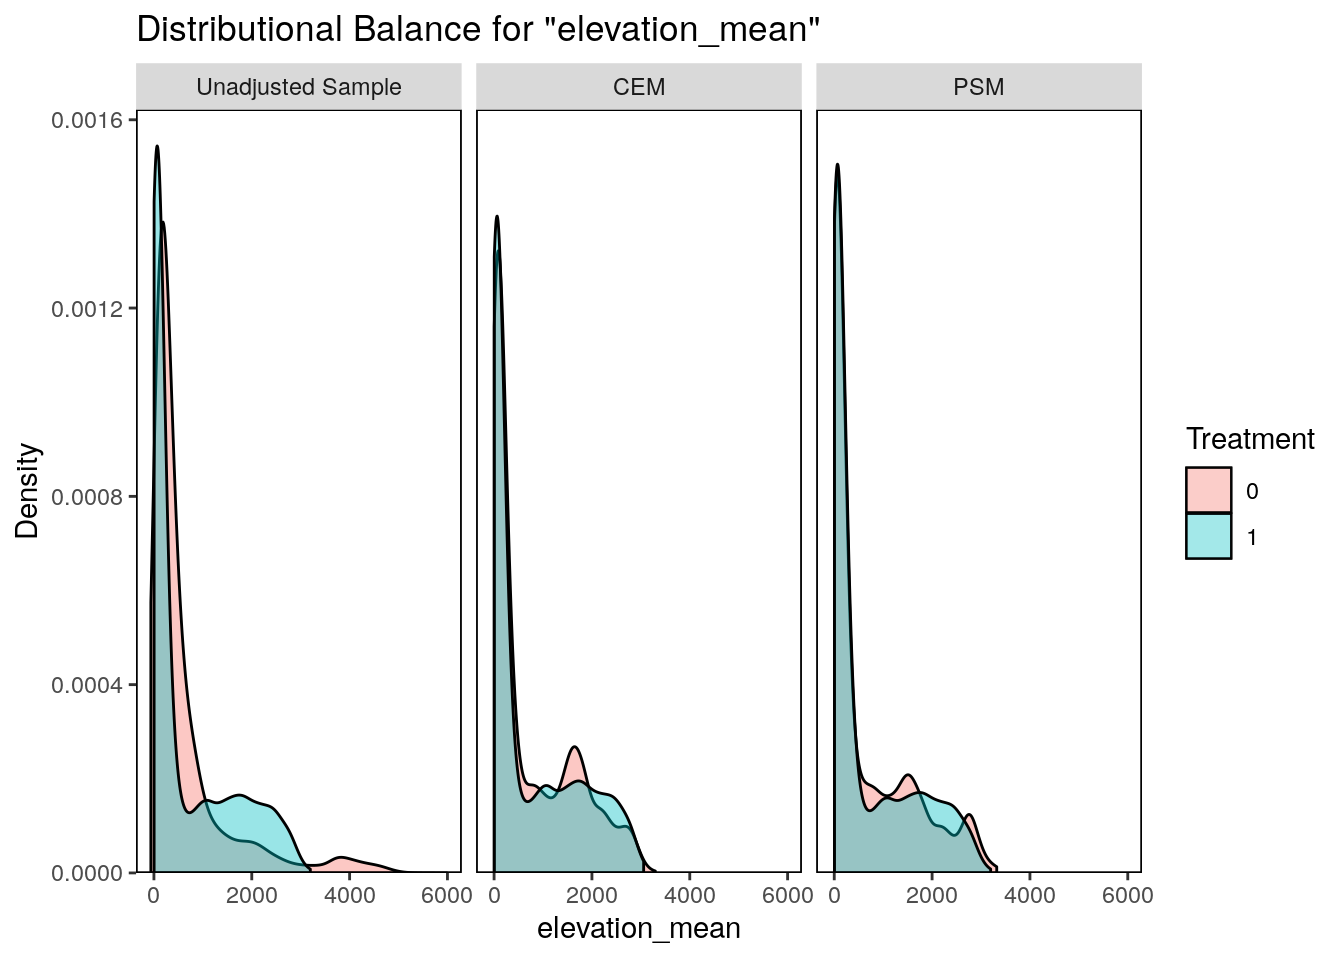 Distributional Balance for "elevation_mean"
Unadjusted Sample
CEM
PSM
0.0016
0.0012
0.0008
0.0004
0.0000
Density
0 2000 4000 6000
0 2000 4000 6000
0 2000 4000 6000
elevation_mean
Treatment
0
1